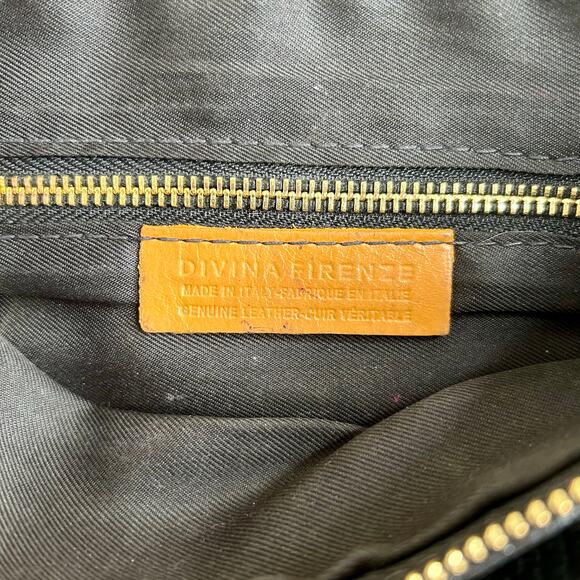 DIVINA FIRENZE
MADE IN ITALY-FABRIQUE EN ITALIE
GENUINE LEATHER-CUIR VÉRITABLE